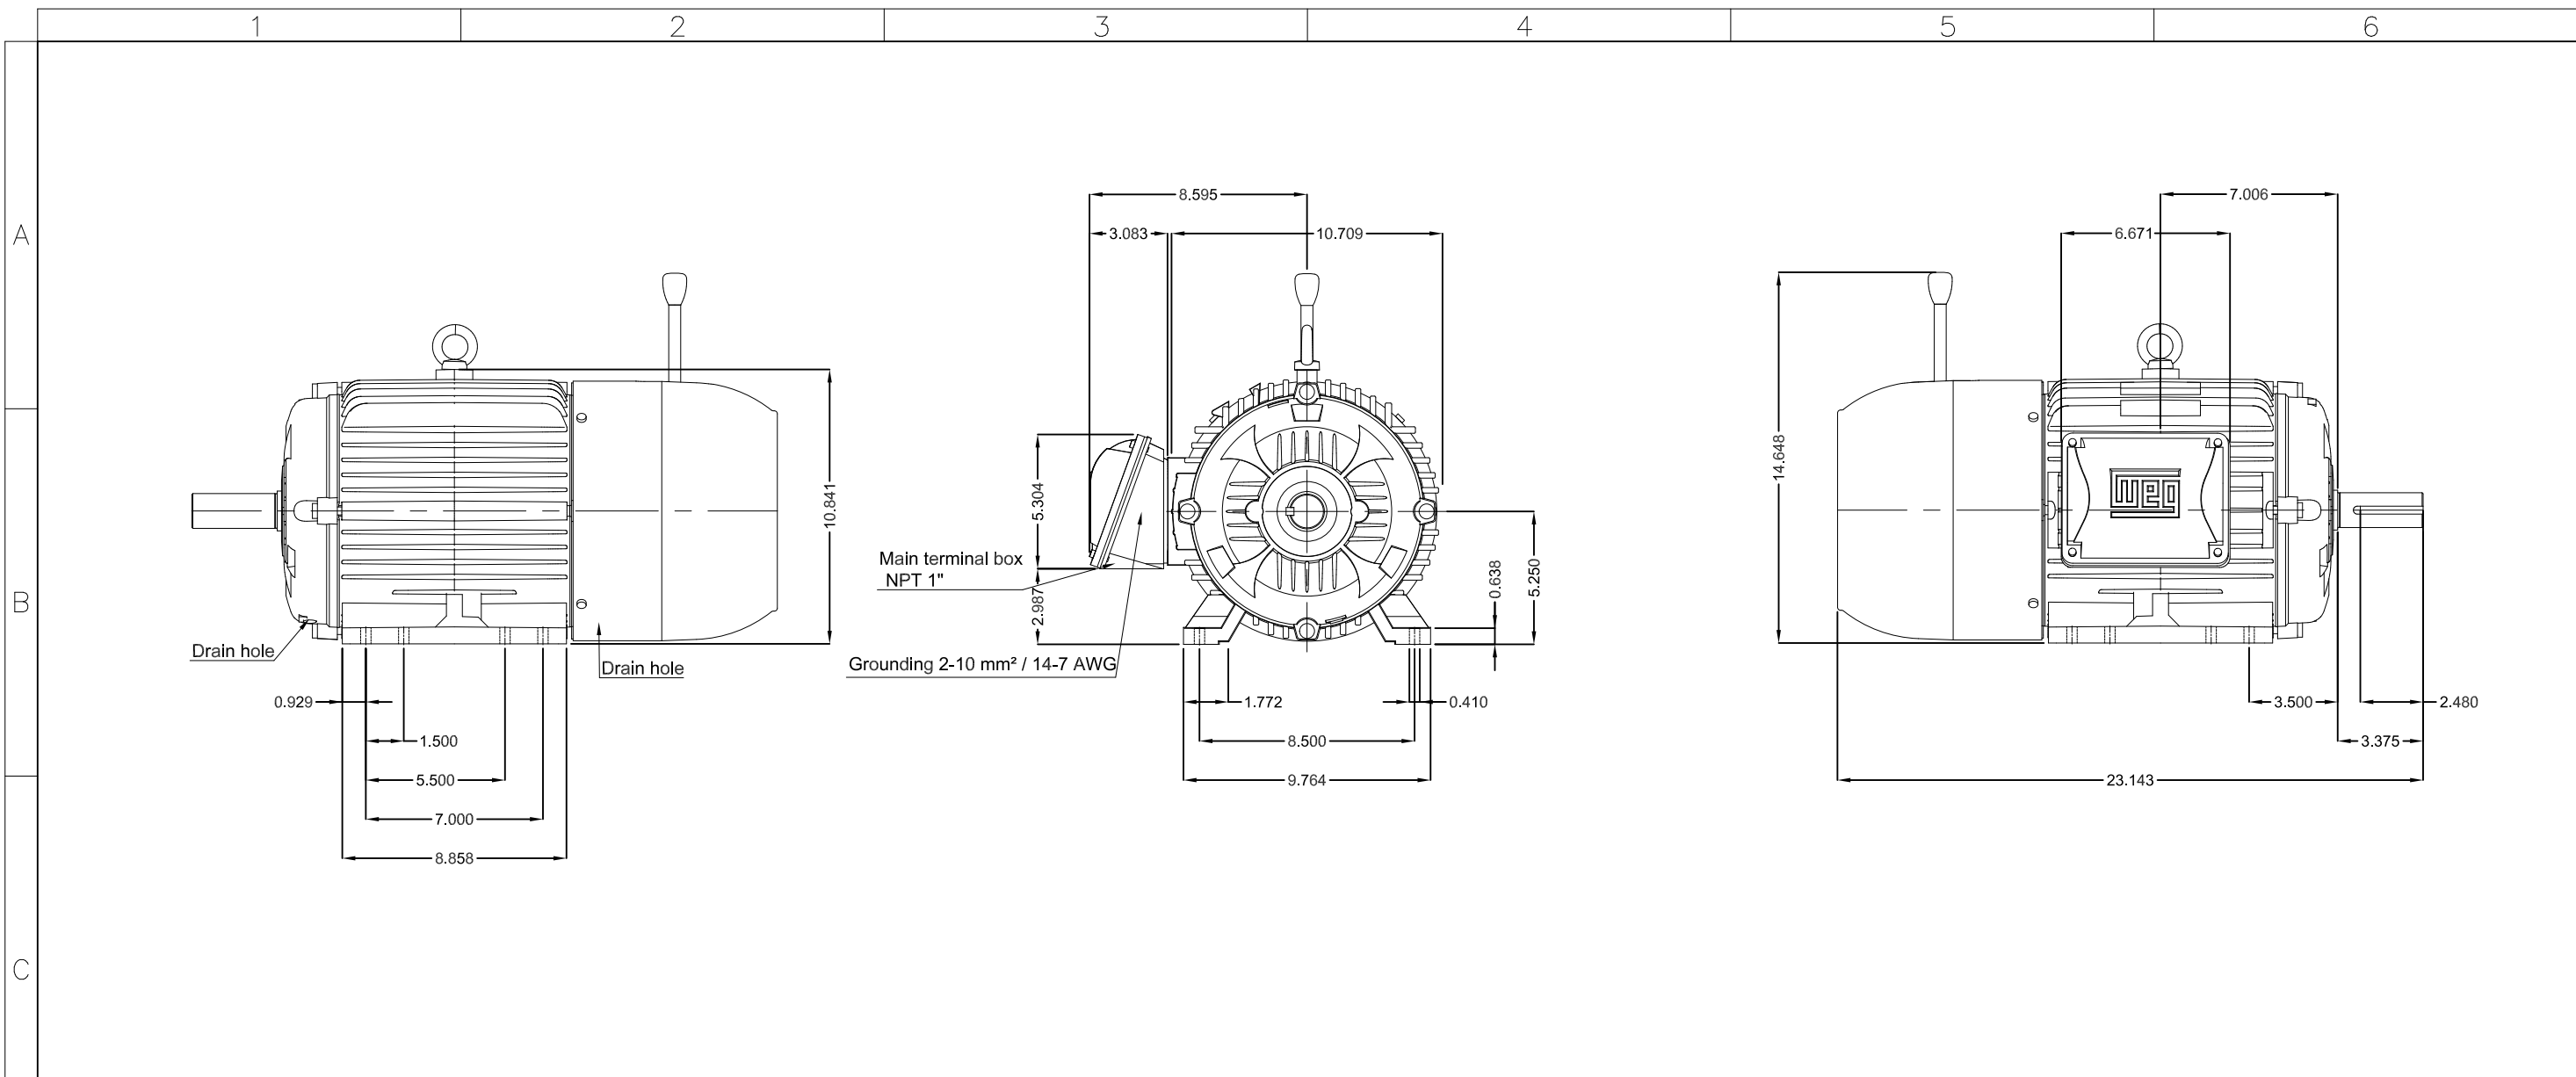 1 2 3 4 5 6
A
B
C
10.841
Drain hole
Drain hole
0.929
1.500
5.500
7.000
8.858
8.595
3.083
10.709
5.304
Main terminal box
NPT 1"
2.987
Grounding 2-10 mm² / 14-7 AWG
0.638
5.250
1.772
0.410
8.500
9.764
7.006
6.671
14.648
weg
3.500
2.480
3.375
23.143